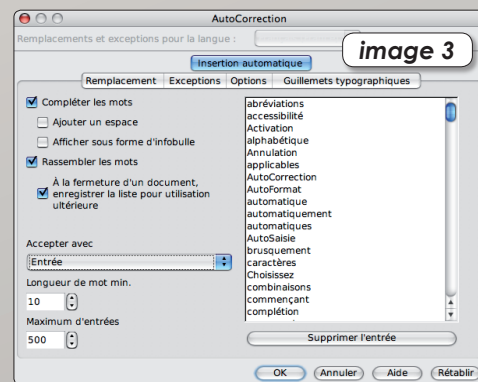 AutoCorrection
Remplacements et exceptions pour la langue :
image 3
Insertion automatique
Remplacement Exceptions Options Guillemets typographiques
Compléter les mots
Ajouter un espace
Afficher sous forme d'infobulle
Rassembler les mots
À la fermeture d'un document,
enregistrer la liste pour utilisation
ultérieure
Accepter avec
Entrée
Longueur de mot min.
10
Maximum d'entrées
500
abréviations
accessibilité
Activation
alphabétique
Annulation
applicables
AutoCorrection
AutoFormat
automatique
automatiquement
automatiques
AutoSaisie
brusquement
caractères
Choisissez
combinaisons
commençant
complétion
Supprimer l'entrée
OK Annuler Aide Rétablir